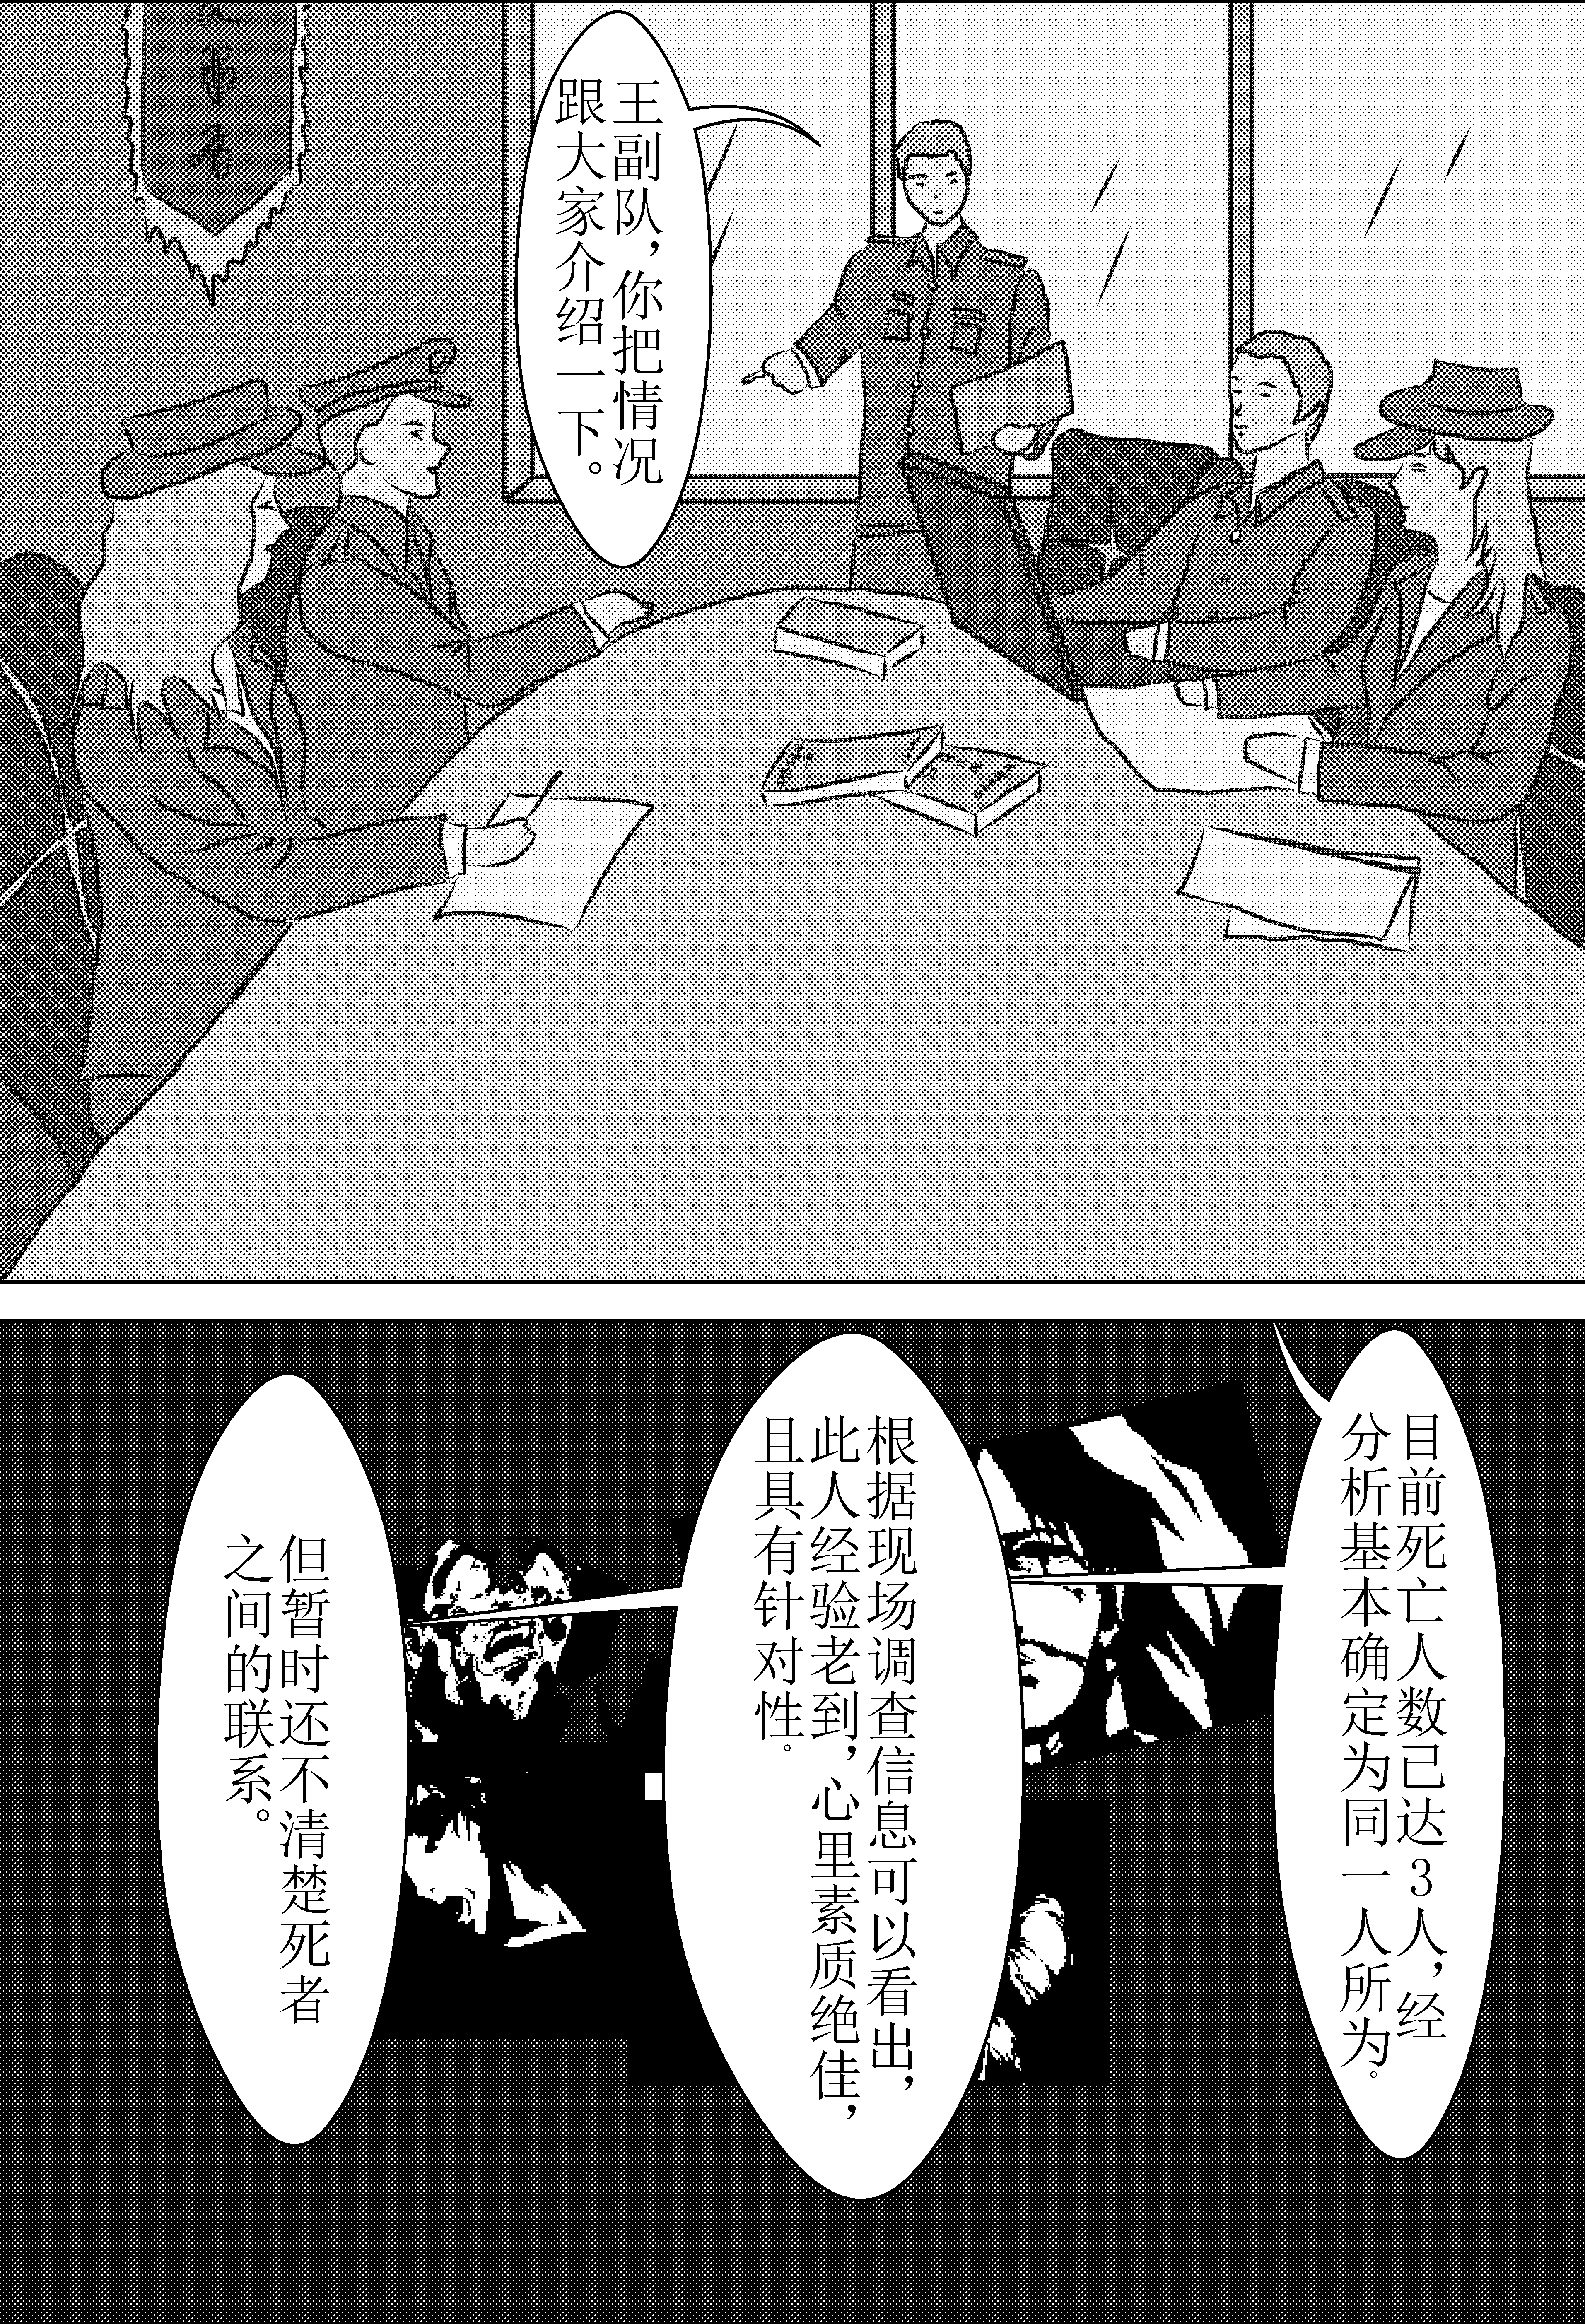 王副队，你把情况
跟大家介绍一下。
目前死亡人数已达3人，经
分析基本确定为同一人所为。
根据现场调查信息可以看出，
此人经验老到，心里素质绝佳，
且具有针对性。
但暂时还不清楚死者
之间的联系。